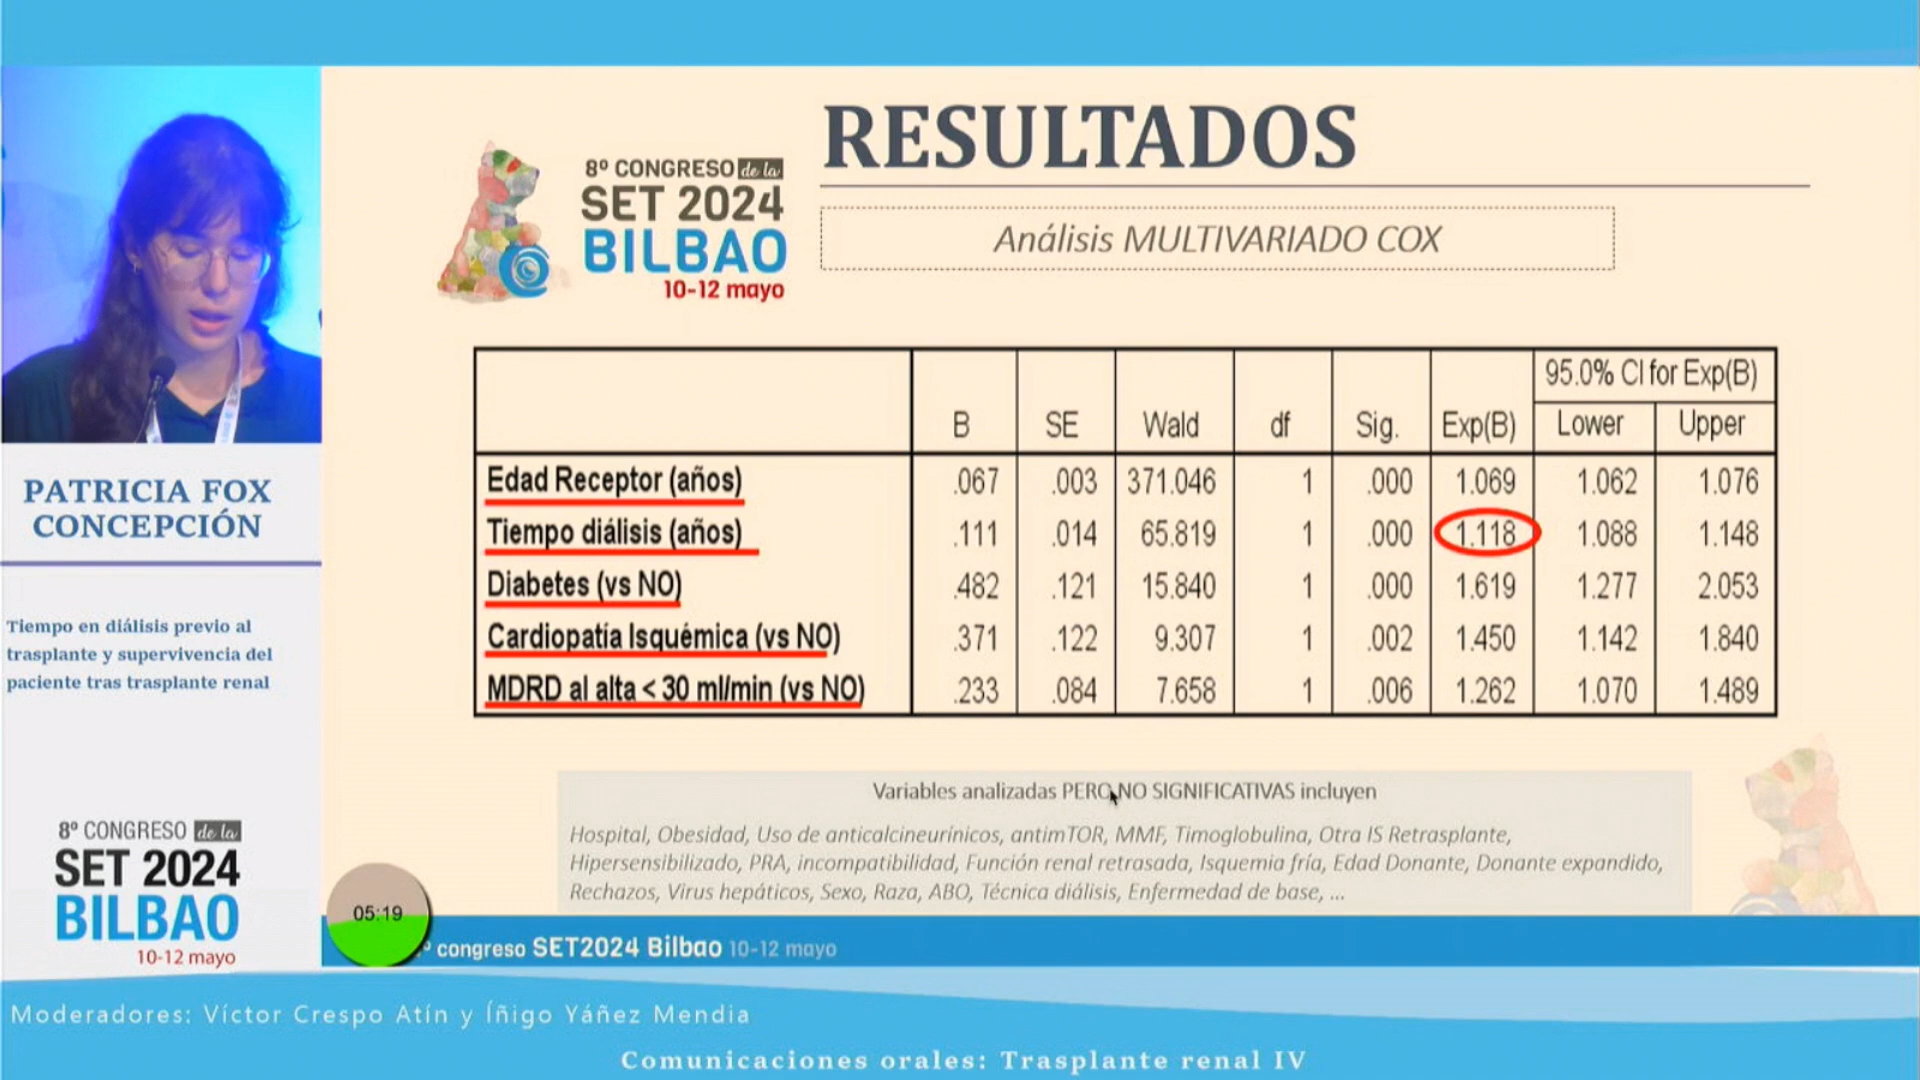 RESULTADOS
8º CONGRESO de la
SET 2024
BILBAO
10-12 mayo
Análisis MULTIVARIADO COX
95.0% CI for Exp(B)
B SE Wald df Sig. Exp(B) Lower Upper
Edad Receptor (años) .067 .003 371.046 1 .000 1.069 1.062 1.076
Tiempo diálisis (años) .111 .014 65.819 1 .000 1.118 1.088 1.148
Diabetes (vs NO) .482 .121 15.840 1 .000 1.619 1.277 2.053
Cardiopatía Isquémica (vs NO) .371 .122 9.307 1 .002 1.450 1.142 1.840
MDRD al alta < 30 ml/min (vs NO) .233 .084 7.658 1 .006 1.262 1.070 1.489
Variables analizadas PERO NO SIGNIFICATIVAS incluyen
Hospital, Obesidad, Uso de anticalcineurínicos, antimTOR, MMF, Timoglobulina, Otra IS Retrasplante,
Hipersensibilizado, PRA, incompatibilidad, Función renal retrasada, Isquemia fría, Edad Donante, Donante expandido,
Rechazos, Virus hepáticos, Sexo, Raza, ABO, Técnica diálisis, Enfermedad de base, ...
PATRICIA FOX
CONCEPCIÓN
Tiempo en diálisis previo al
trasplante y supervivencia del
paciente tras trasplante renal
8º CONGRESO de la
SET 2024
BILBAO
10-12 mayo
05:19
º congreso SET2024 Bilbao 10-12 mayo
Moderadores: Víctor Crespo Atín y Íñigo Yáñez Mendia
Comunicaciones orales: Trasplante renal IV